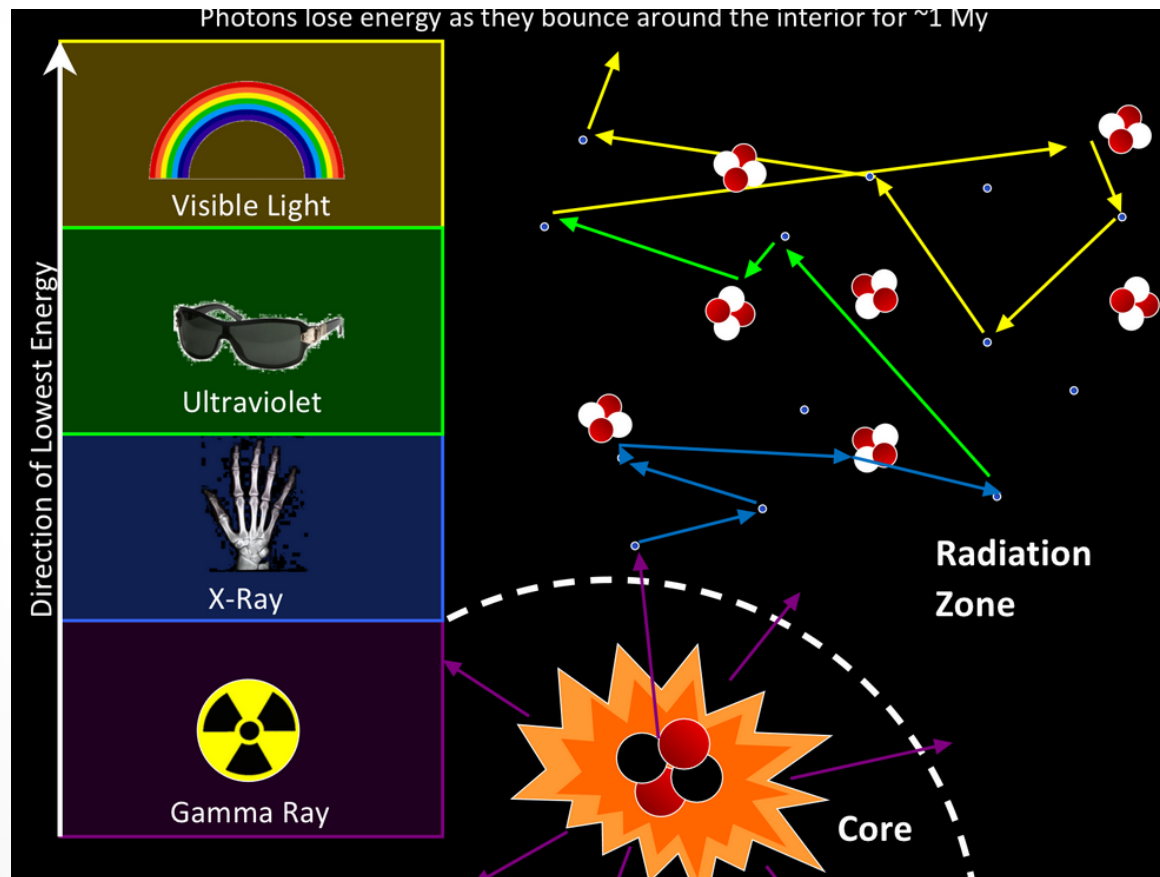 Photons lose energy as they bounce around the interior for ~1 My
Direction of Lowest Energy
Visible Light
Ultraviolet
X-Ray
Gamma Ray
Radiation
Zone
Core